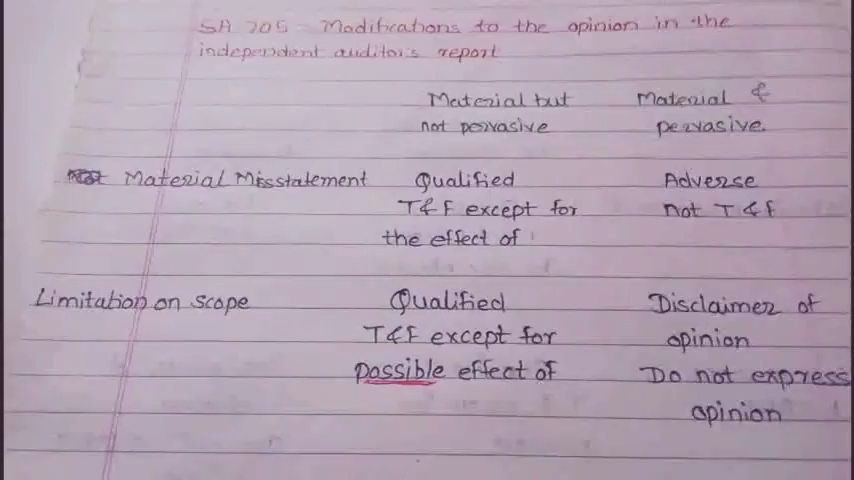 SA 705 - Modifications to the opinion in the
independent auditor's report
Material but Material &
not pervasive pervasive.
Material Misstatement Qualified Adverse
T&F except for not T&F
the effect of
Limitation on scope Qualified Disclaimer of
T&F except for opinion
possible effect of Do not express
opinion